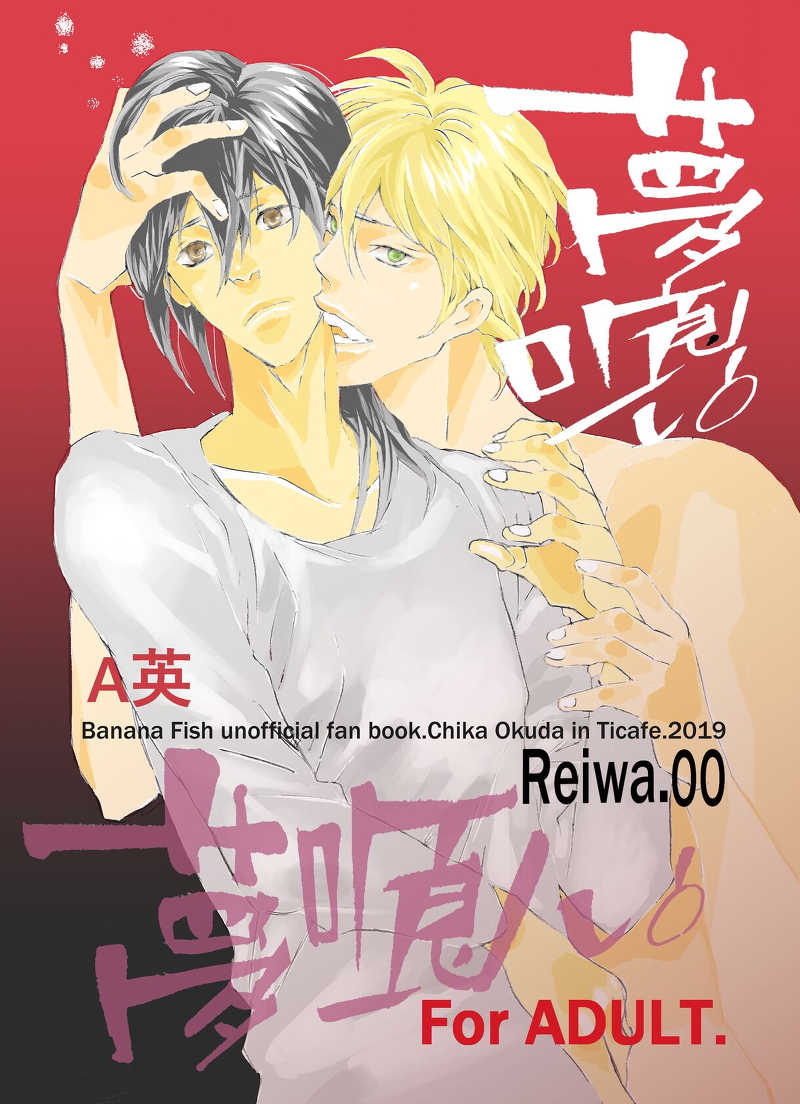 夢
喰い。
A英
Banana Fish unofficial fan book.Chika Okuda in Ticafe.2019
Reiwa.00
夢喰い。
For ADULT.